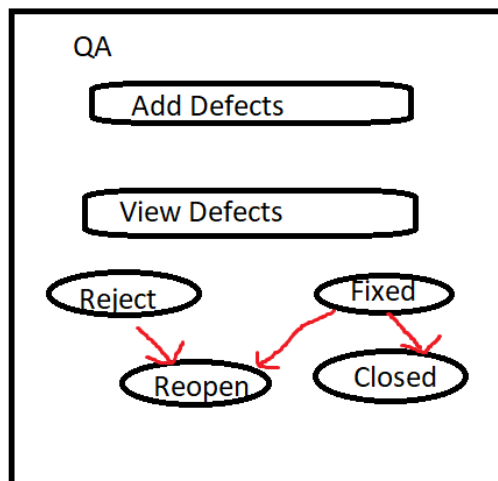 QA
Add Defects
View Defects
Reject
Fixed
Reopen
Closed